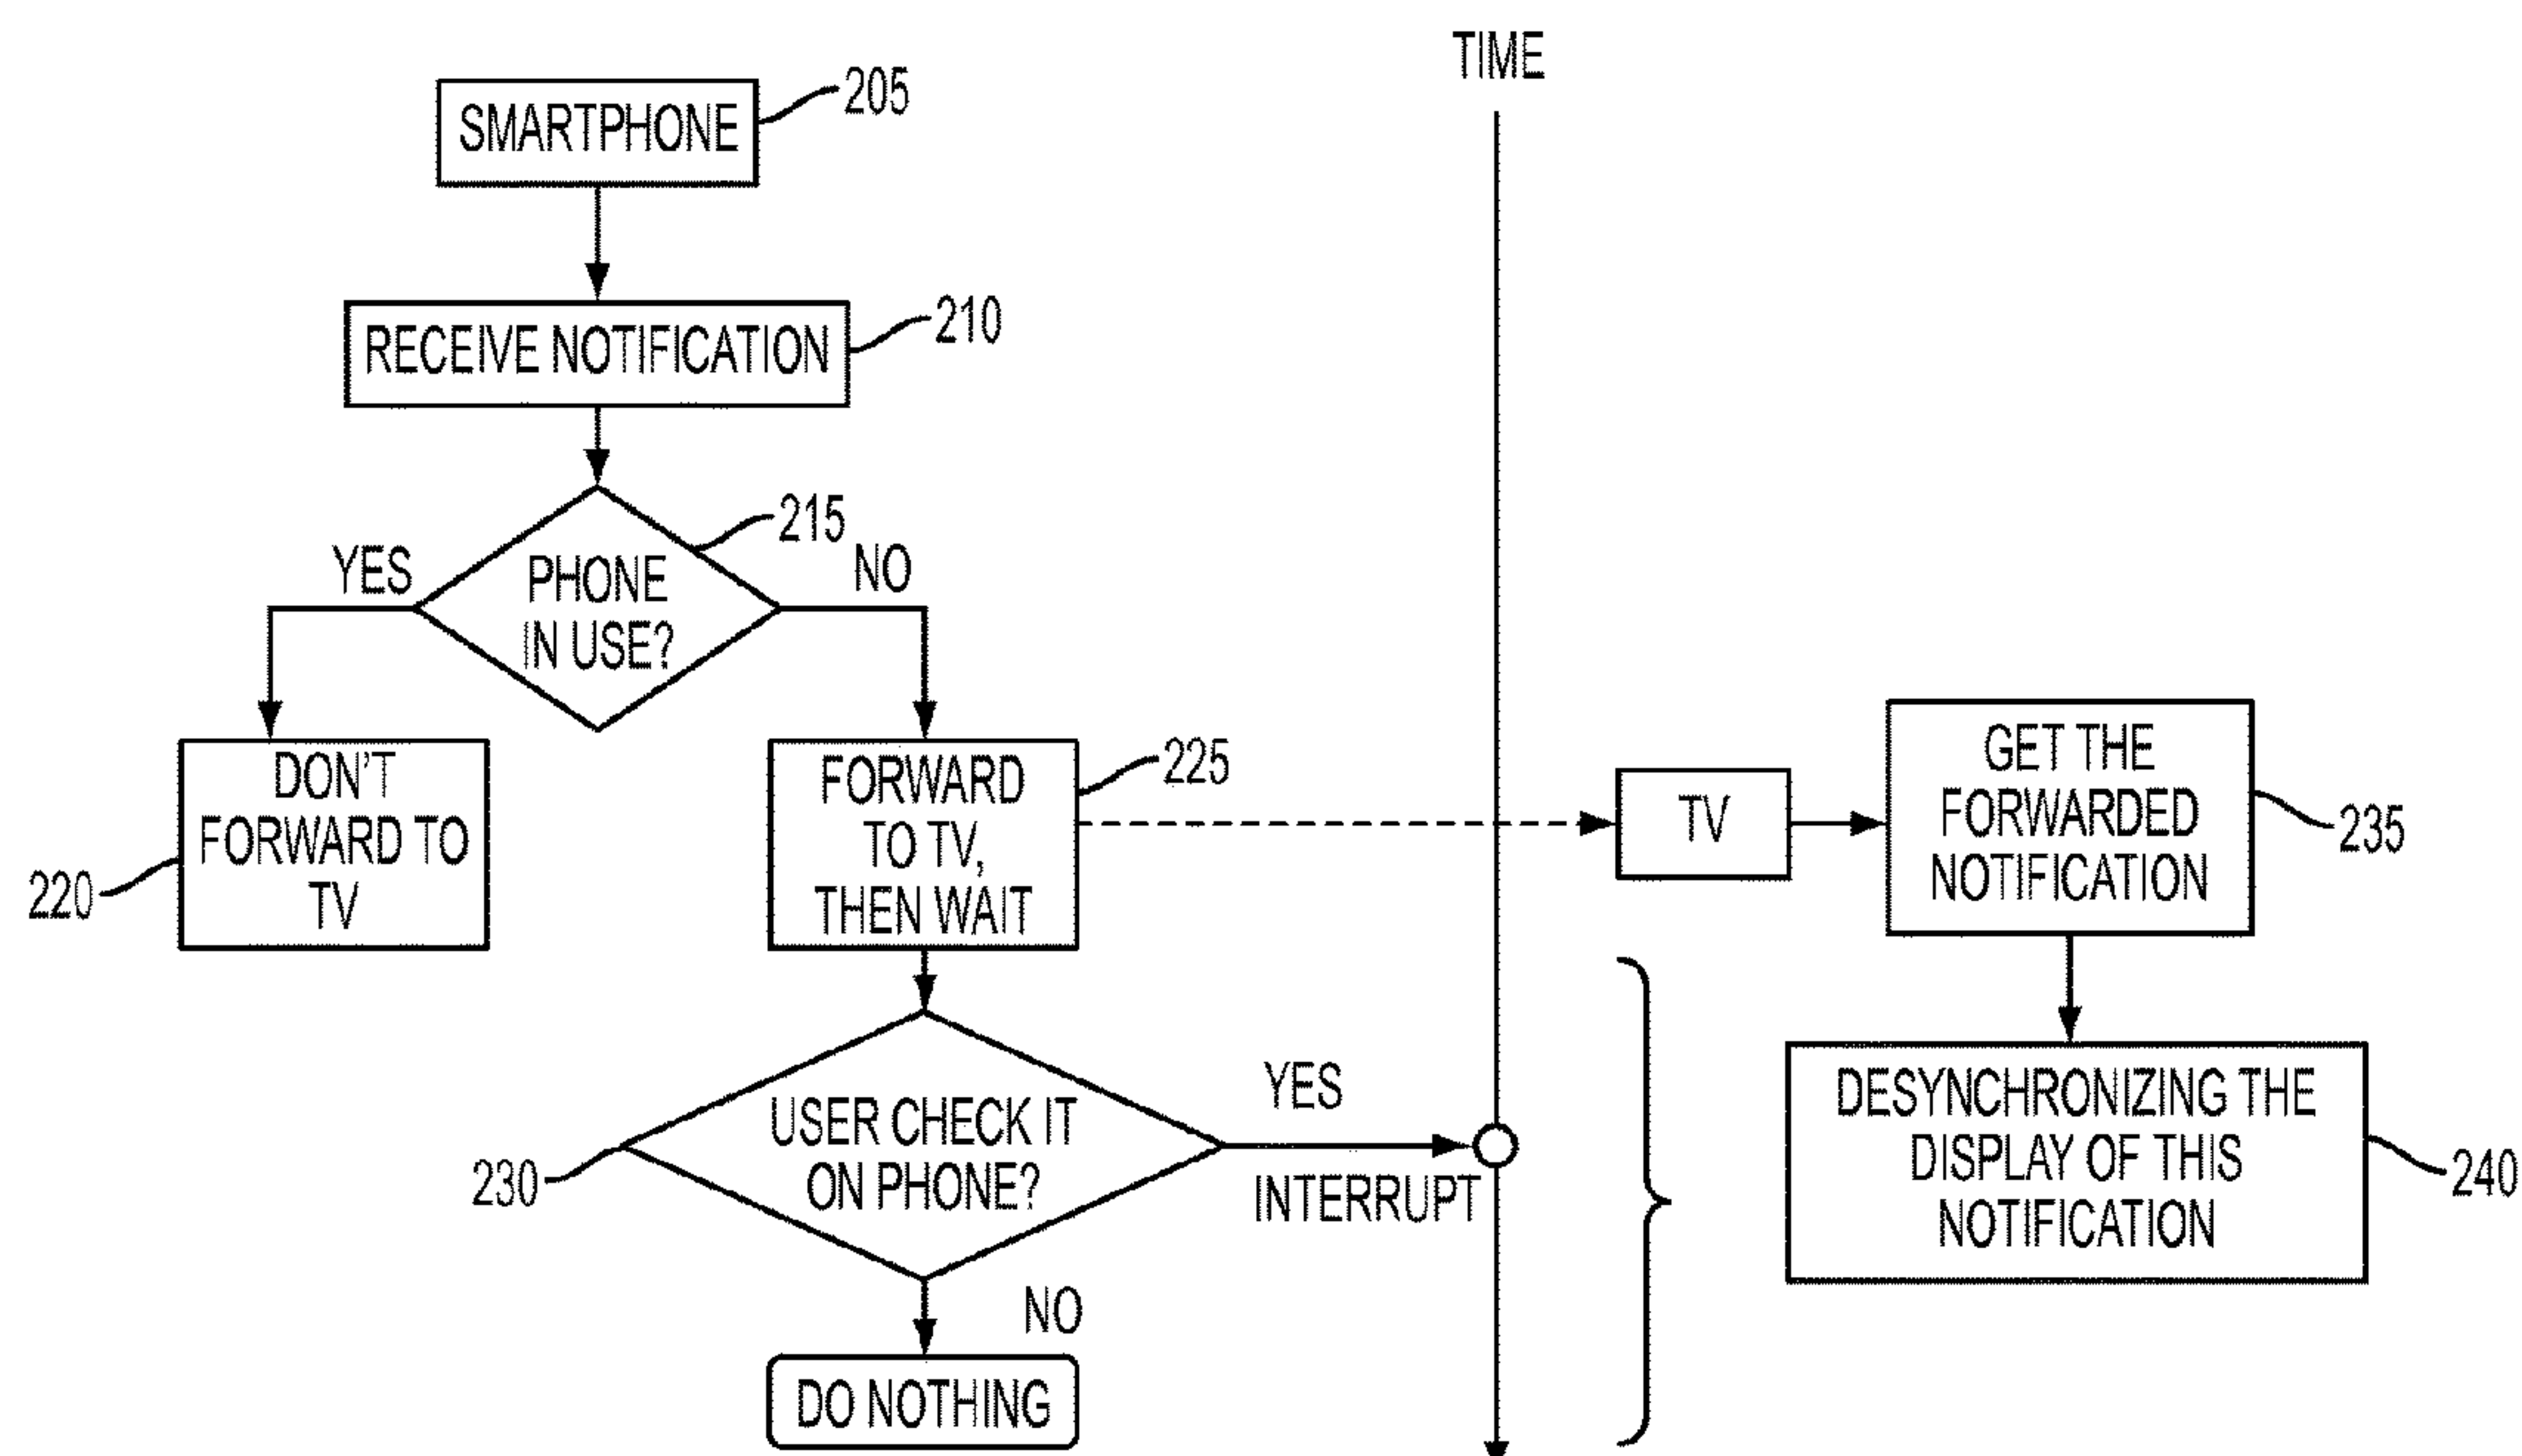 TIME
SMARTPHONE
205
RECEIVE NOTIFICATION
210
215
YES
NO
PHONE
IN USE?
DON'T
FORWARD TO
TV
220
FORWARD
TO TV,
THEN WAIT
225
TV
GET THE
FORWARDED
NOTIFICATION
235
USER CHECK IT
ON PHONE?
230
YES
INTERRUPT
DESYNCHRONIZING THE
DISPLAY OF THIS
NOTIFICATION
240
NO
DO NOTHING